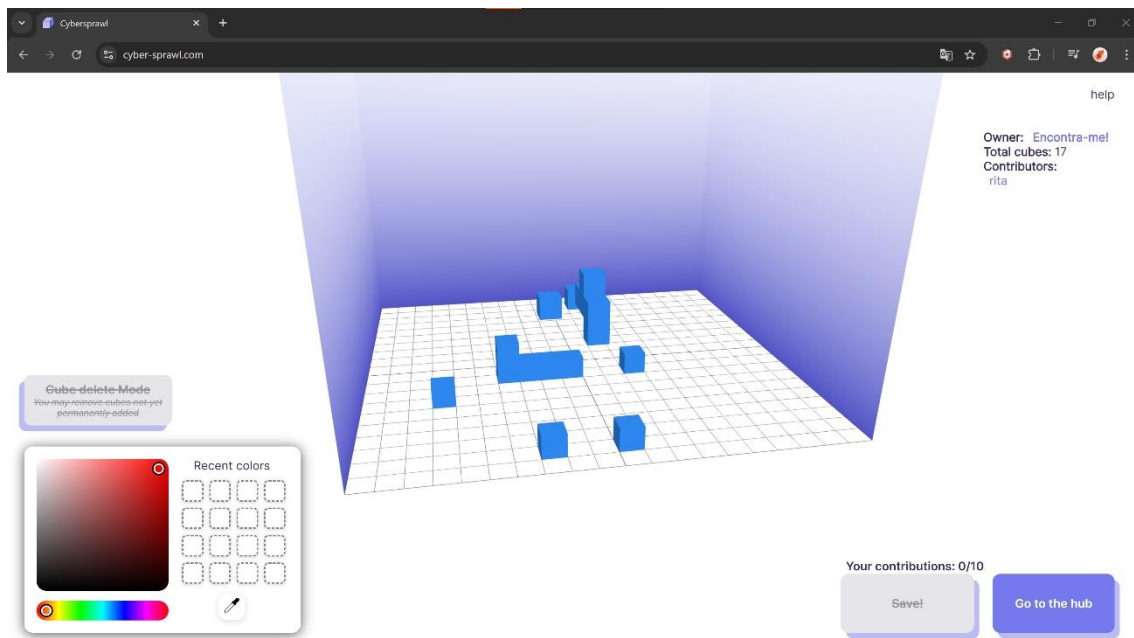 Cybersprawl
cyber-sprawl.com
help
Owner: Encontra-me!
Total cubes: 17
Contributors:
rita
Cube delete Mode
You may remove cubes not yet
permanently added
Recent colors
Your contributions: 0/10
Save!
Go to the hub